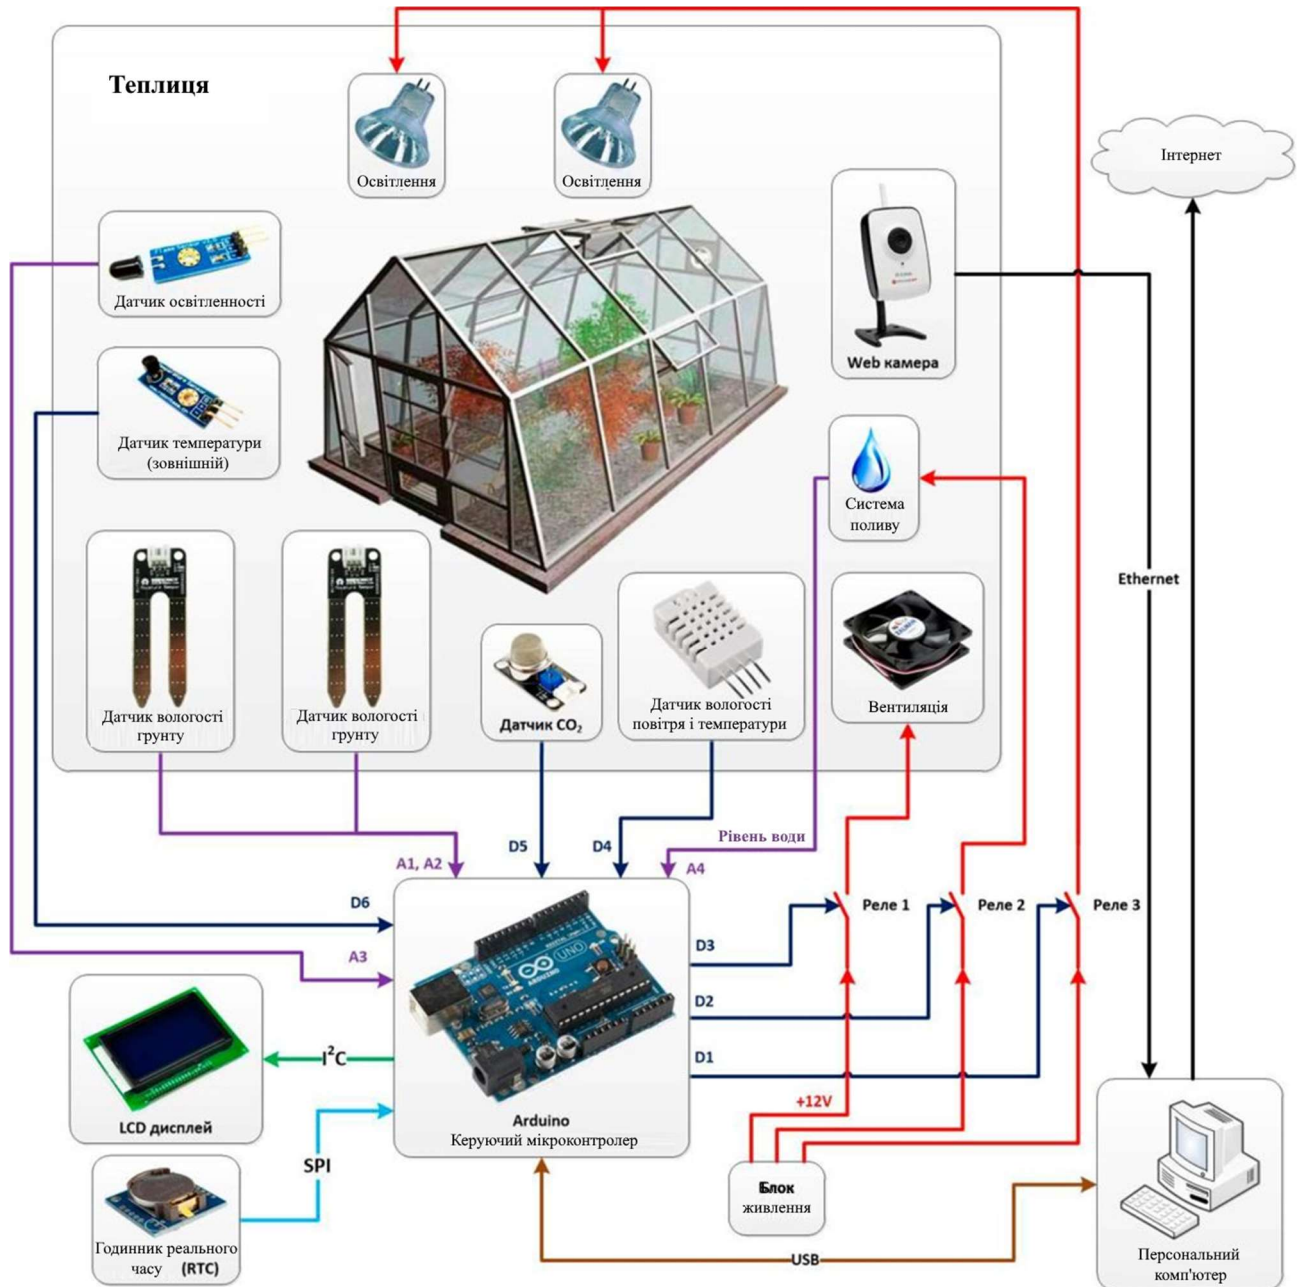 Теплиця
Освітлення
Освітлення
Інтернет
Датчик освітленності
Web камера
Датчик температури
(зовнішній)
Система
поливу
Ethernet
Датчик вологості
грунту
Датчик вологості
грунту
Датчик CO₂
Датчик вологості
повітря і температури
Вентиляція
Рівень води
A1, A2
D5
D4
A4
D6
A3
D3
D2
D1
Реле 1
Реле 2
Реле 3
UNO
ARDUINO
I²C
+12V
LCD дисплей
Arduino
Керуючий мікроконтролер
SPI
Блок
живлення
Годинник реального
часу (RTC)
USB
Персональний
комп'ютер